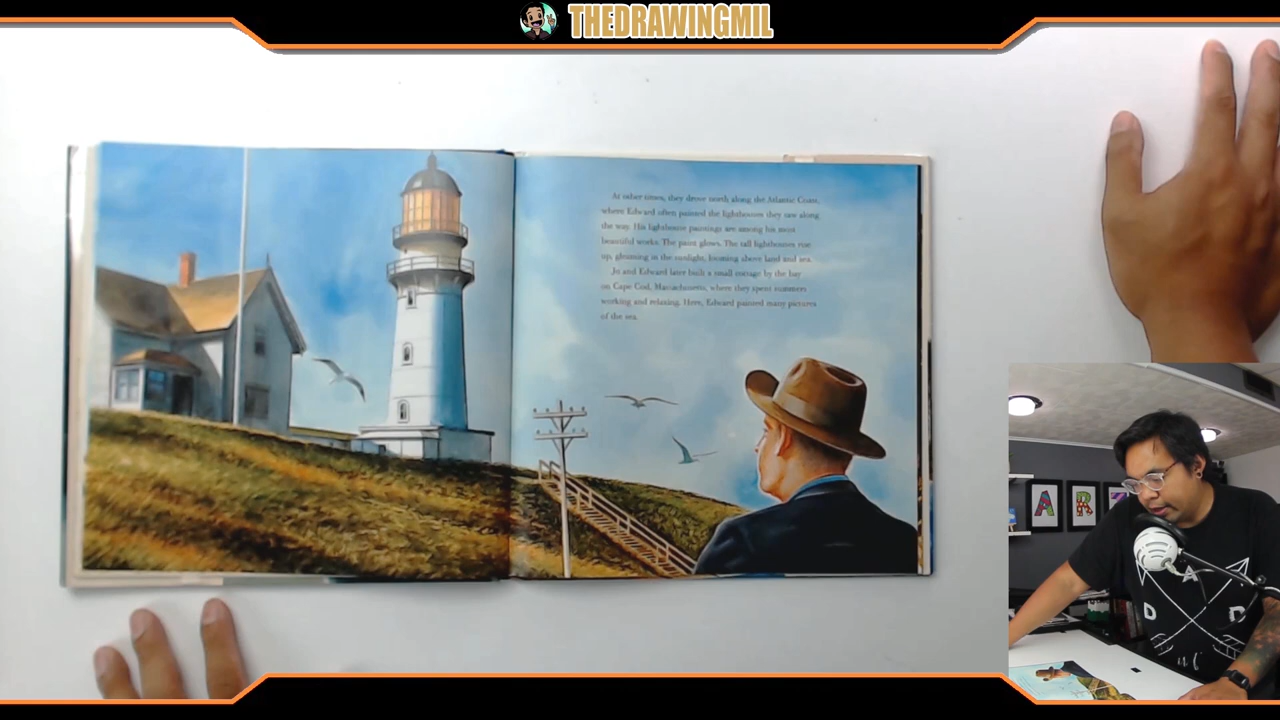 THEDRAWINGMIL
At other times, they drove north along the Atlantic Coast,
where Edward often painted the lighthouses they saw along
the way. His lighthouse paintings are among his most
beautiful works. The paint glows. The tall lighthouses rise
up, gleaming in the sunlight, looming above land and sea.
Jo and Edward later built a small cottage by the bay
on Cape Cod, Massachusetts, where they spent summers
working and relaxing. Here, Edward painted many pictures
of the sea.
A R T
D A D